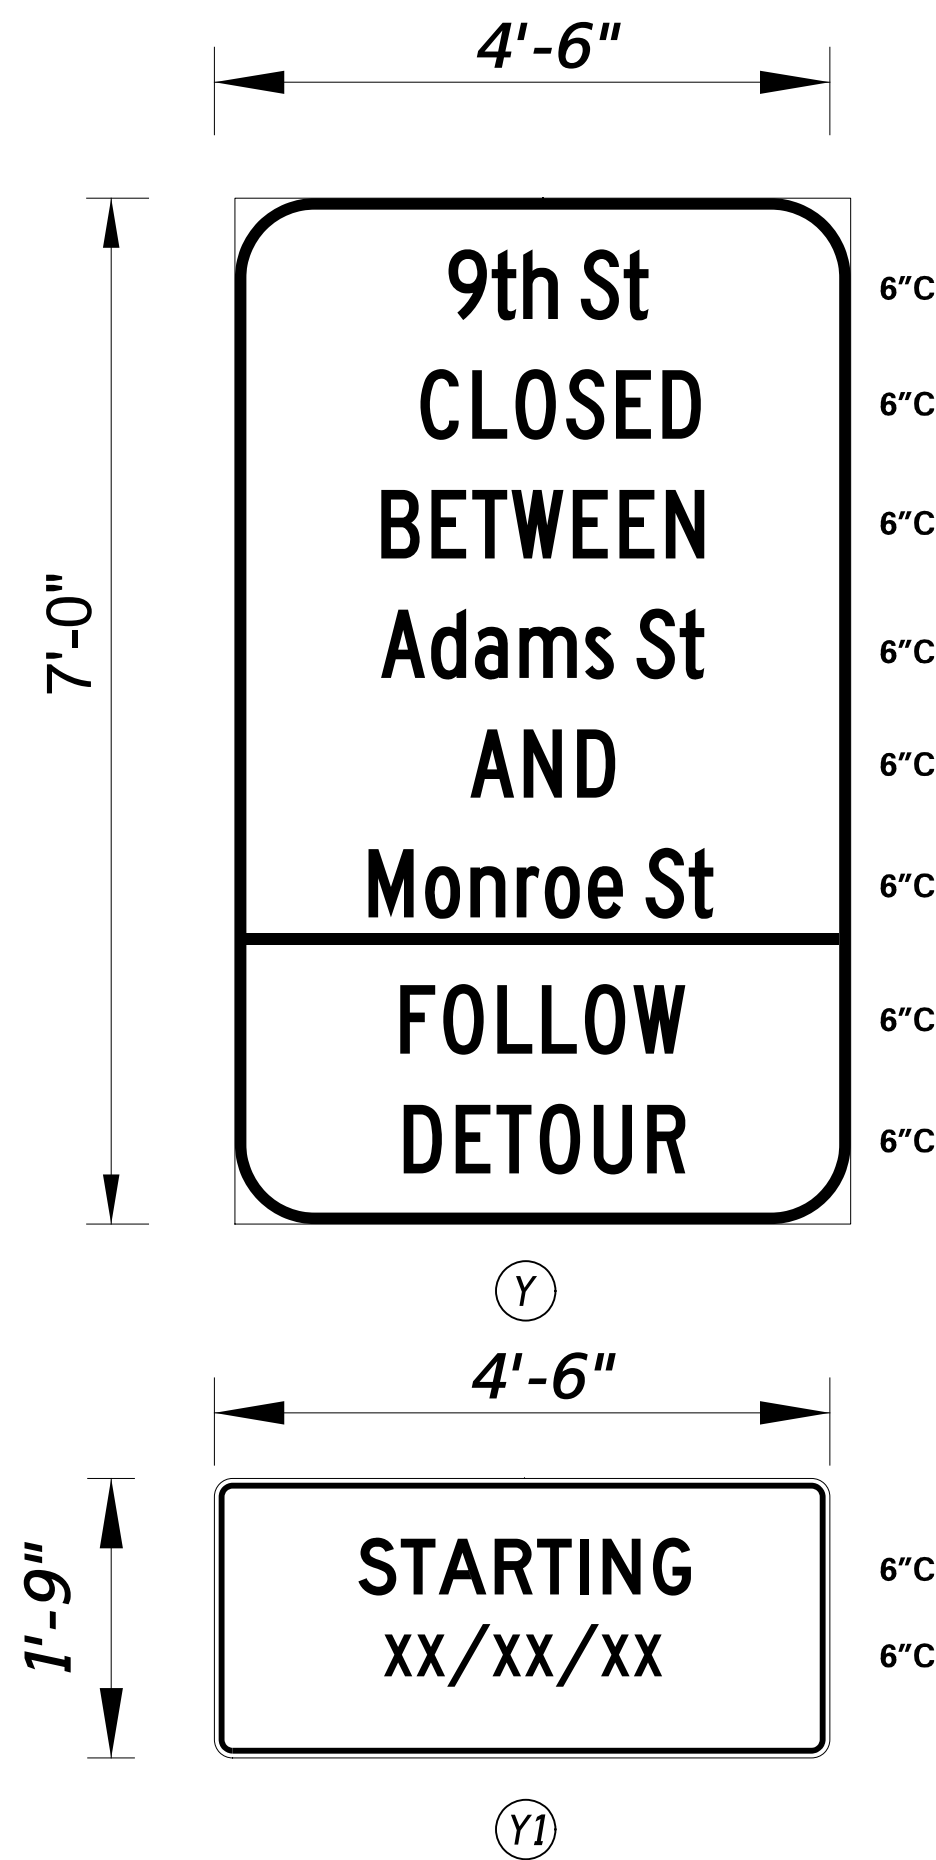 4'-6"
9th St 6"C
CLOSED 6"C
BETWEEN 6"C
7'-0"
Adams St 6"C
AND 6"C
Monroe St 6"C
FOLLOW 6"C
DETOUR 6"C
Y
4'-6"
1'-9"
STARTING 6"C
xx/xx/xx 6"C
Y1